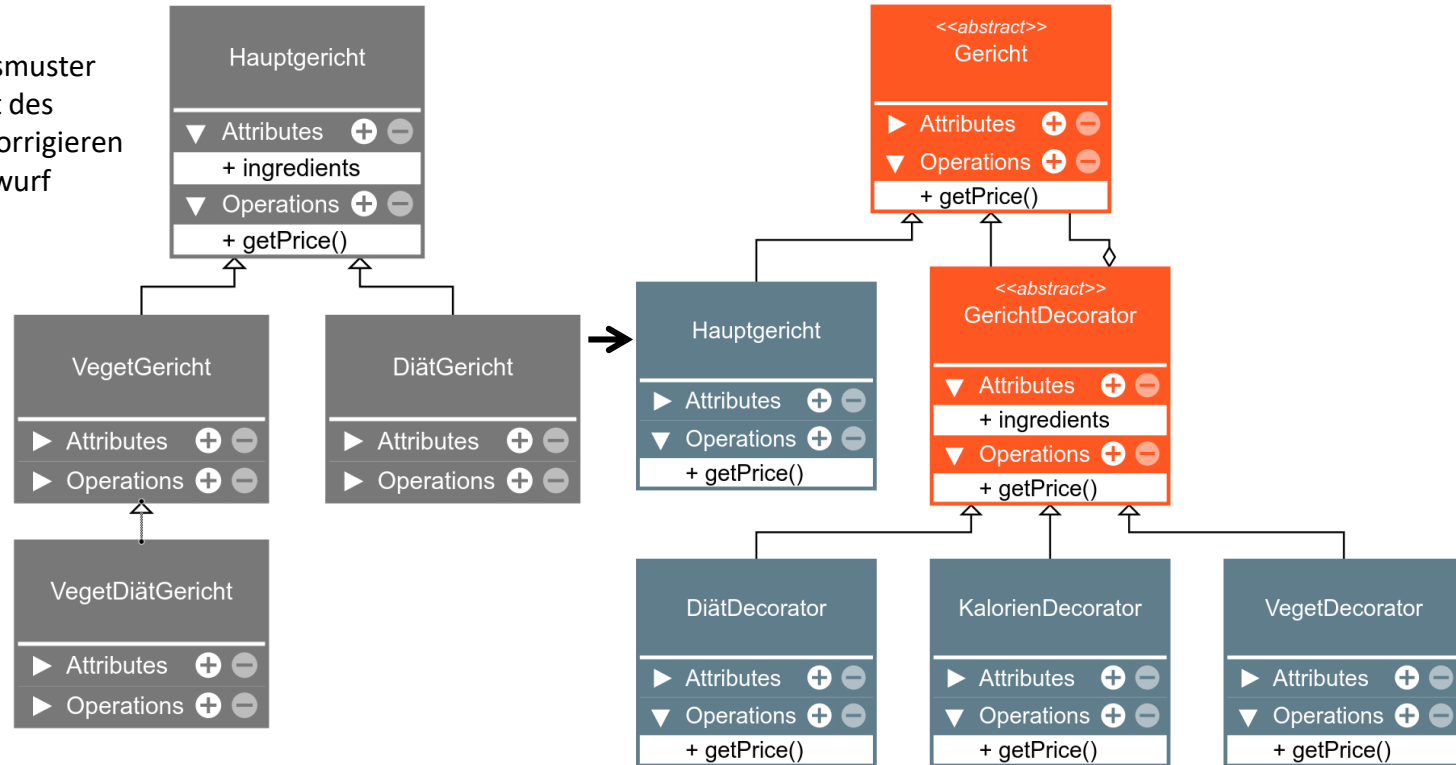 smuster
t des
orrigieren
wurf
Hauptgericht
Attributes
+ ingredients
Operations
+ getPrice()
VegetGericht
Attributes
Operations
DiätGericht
Attributes
Operations
VegetDiätGericht
Attributes
Operations
<<abstract>>
Gericht
Attributes
Operations
+ getPrice()
Hauptgericht
Attributes
Operations
+ getPrice()
<<abstract>>
GerichtDecorator
Attributes
+ ingredients
Operations
+ getPrice()
DiätDecorator
Attributes
Operations
+ getPrice()
KalorienDecorator
Attributes
Operations
+ getPrice()
VegetDecorator
Attributes
Operations
+ getPrice()